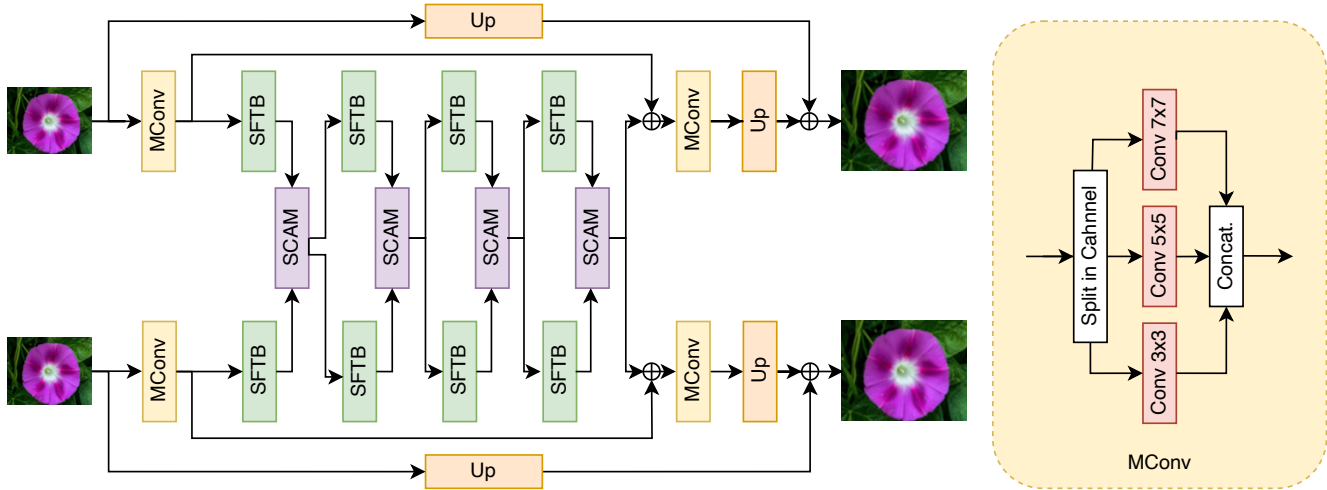 Up
MConv
SFTB
SFTB
SFTB
SFTB
MConv
Up
SCAM
SCAM
SCAM
SCAM
MConv
SFTB
SFTB
SFTB
SFTB
MConv
Up
Up
Split in Cahnnel
Conv 7x7
Conv 5x5
Conv 3x3
Concat.
MConv